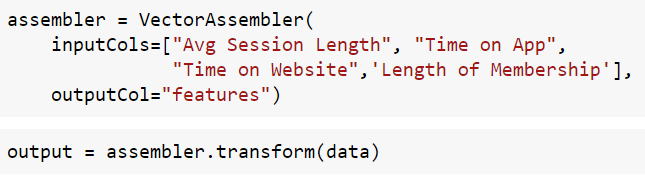 assembler = VectorAssembler(
    inputCols=["Avg Session Length", "Time on App",
               "Time on Website",'Length of Membership'],
    outputCol="features")
output = assembler.transform(data)